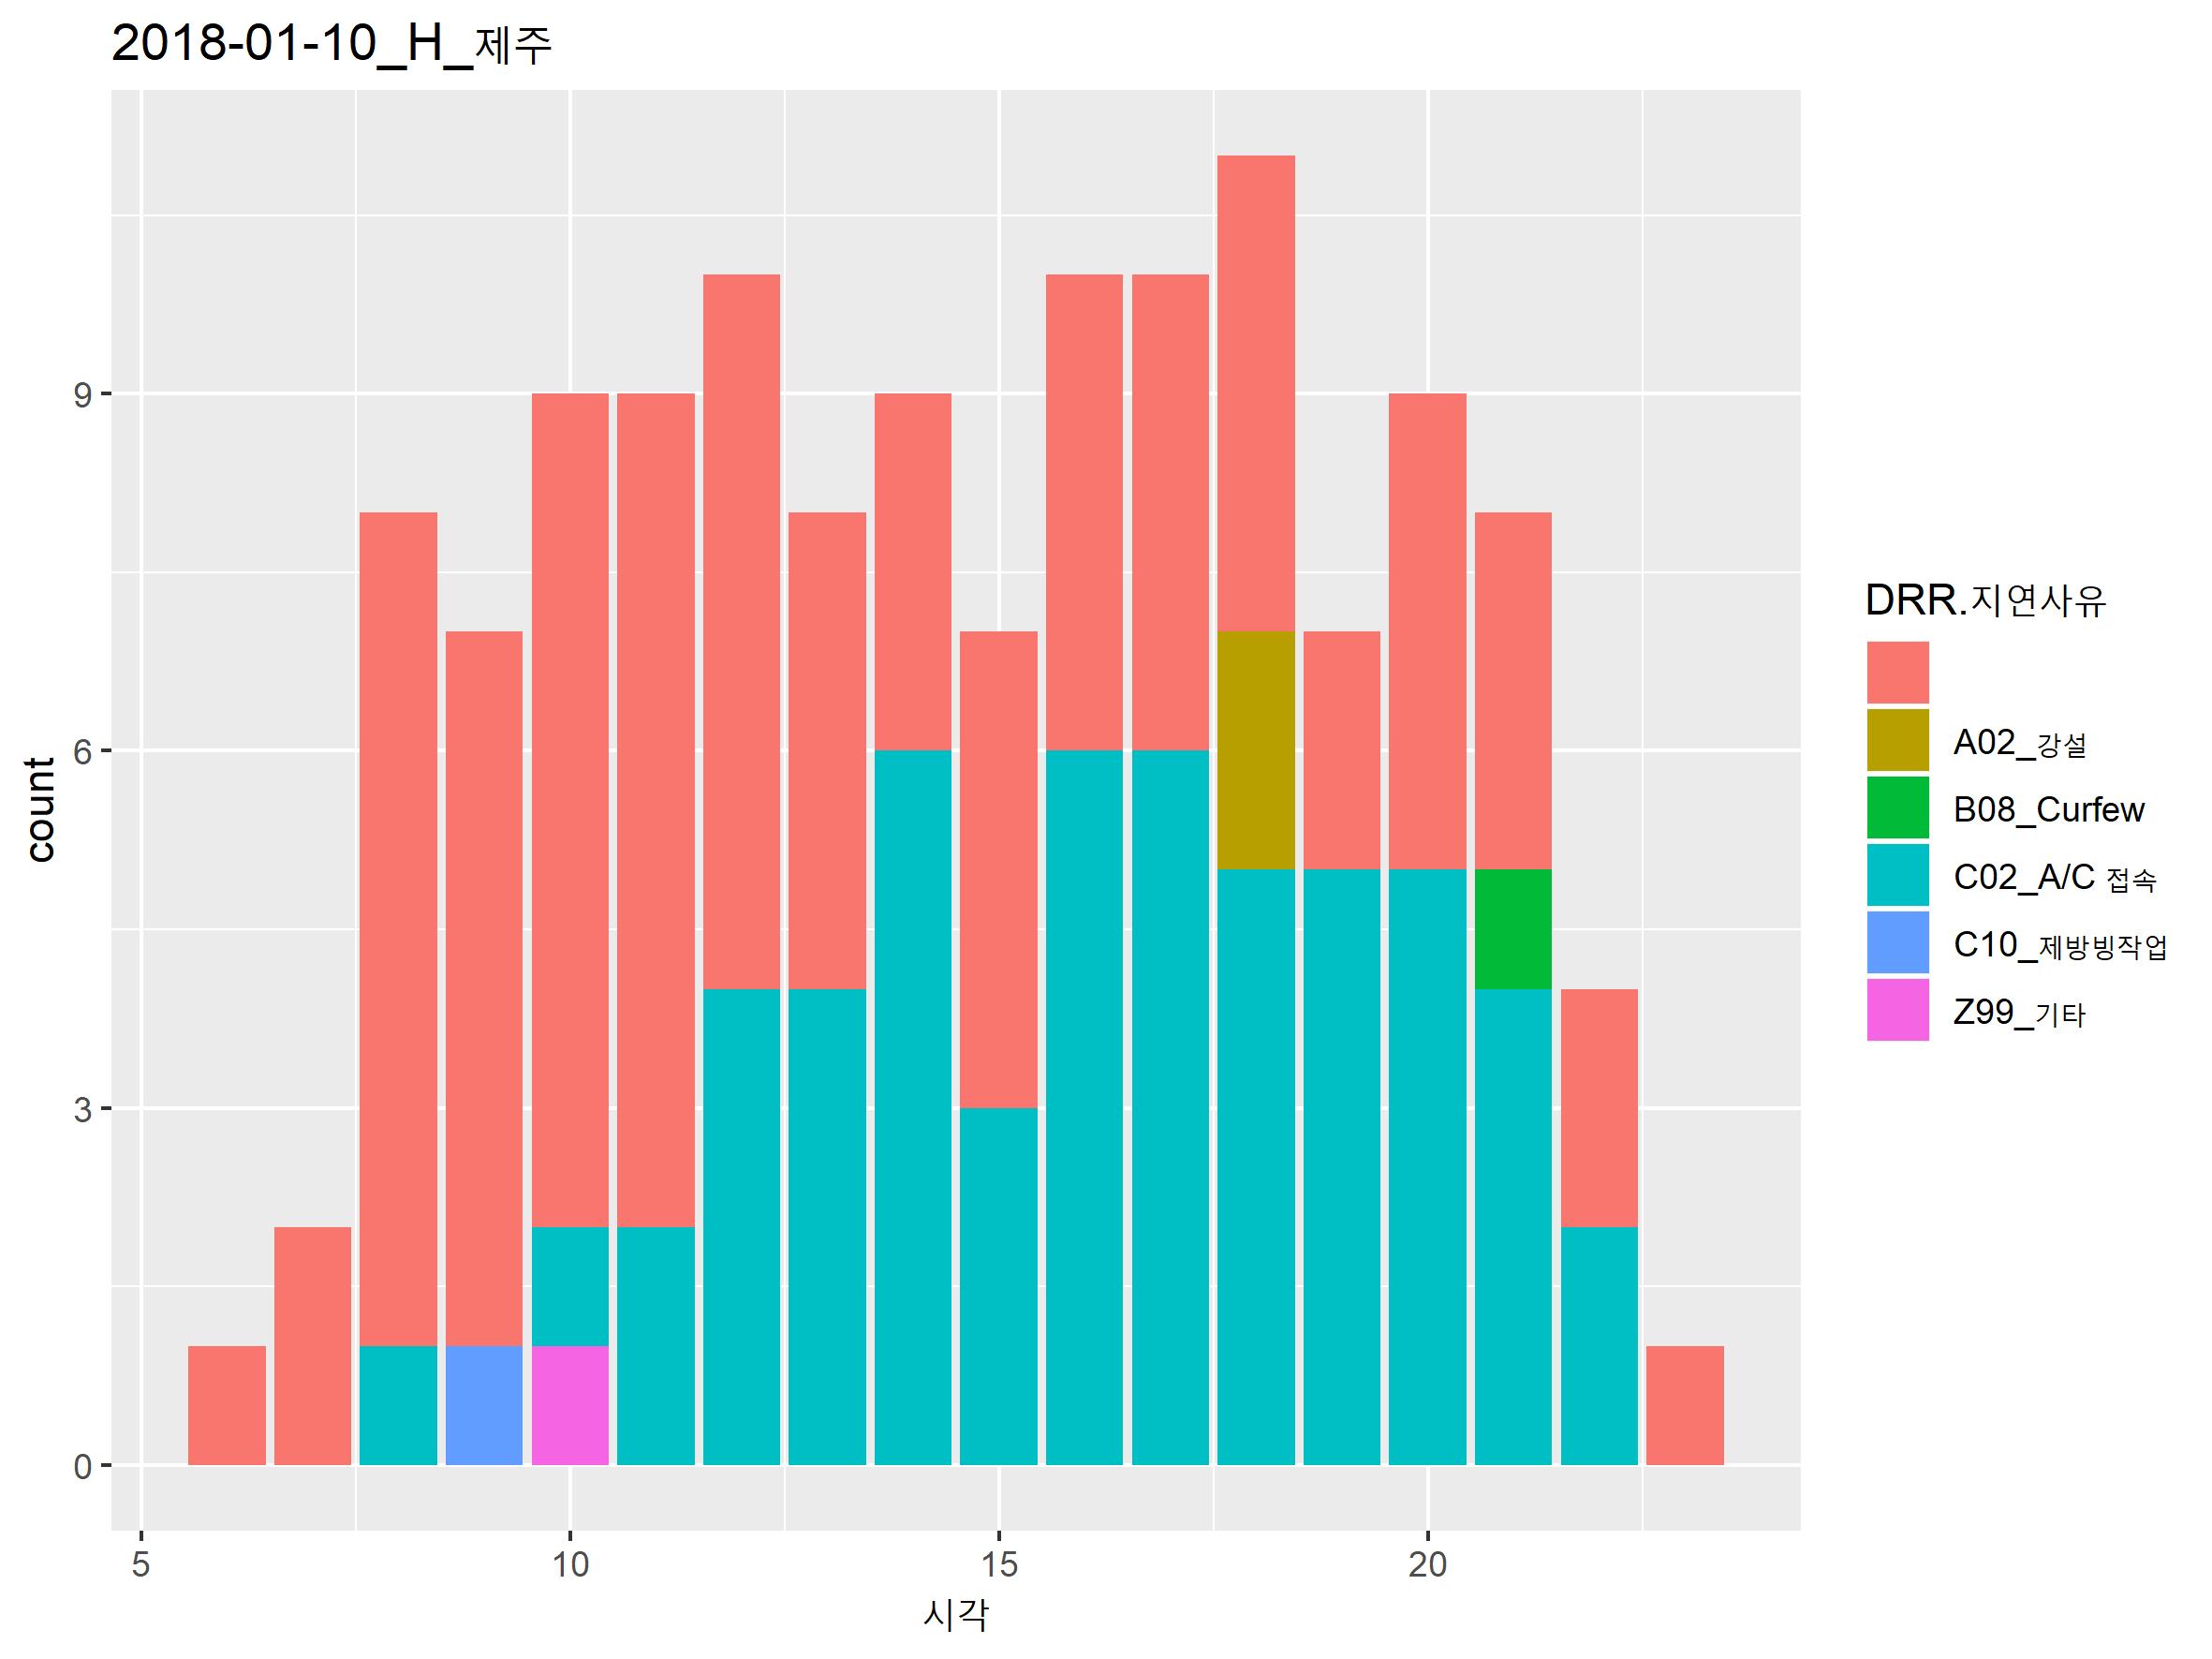 2018-01-10_H_제주
count
9
6
3
0
5 10 15 20
시각
DRR.지연사유
A02_강설
B08_Curfew
C02_A/C 접속
C10_제방빙작업
Z99_기타